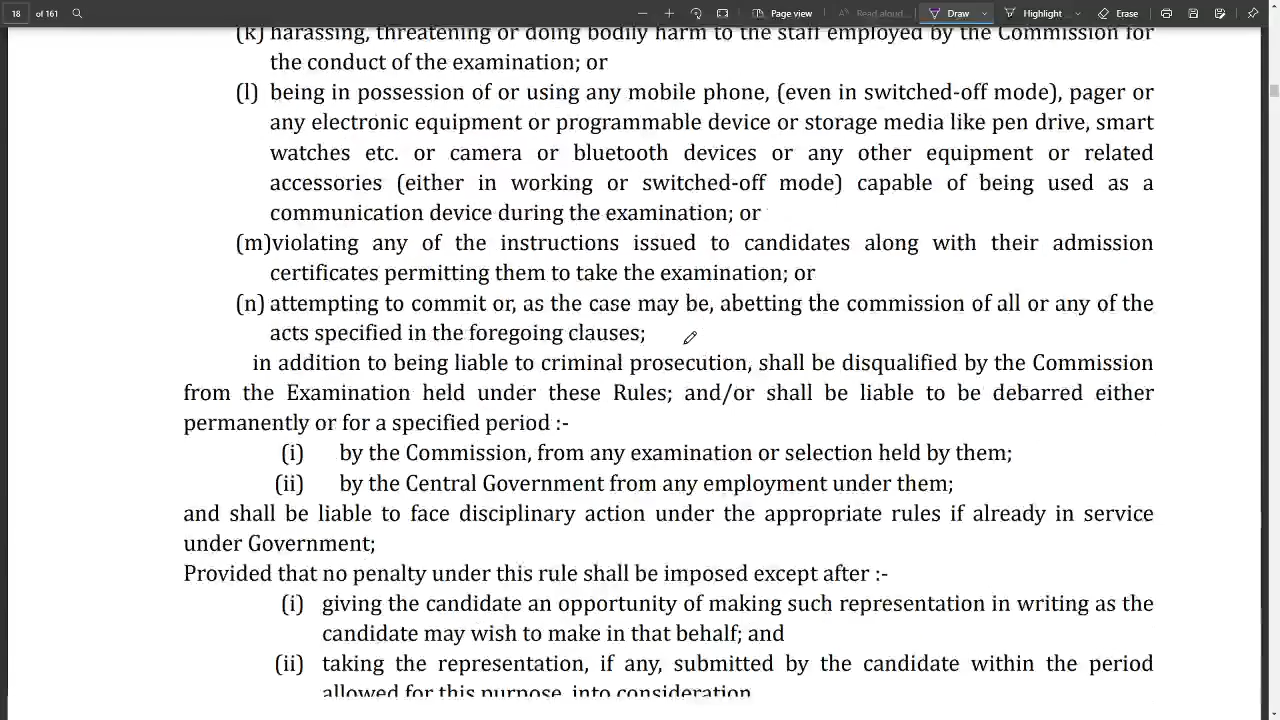 18 of 161 Page view Read aloud Draw Highlight Erase
(k) harassing, threatening or doing bodily harm to the staff employed by the Commission for
the conduct of the examination; or
(l) being in possession of or using any mobile phone, (even in switched-off mode), pager or
any electronic equipment or programmable device or storage media like pen drive, smart
watches etc. or camera or bluetooth devices or any other equipment or related
accessories (either in working or switched-off mode) capable of being used as a
communication device during the examination; or
(m)violating any of the instructions issued to candidates along with their admission
certificates permitting them to take the examination; or
(n) attempting to commit or, as the case may be, abetting the commission of all or any of the
acts specified in the foregoing clauses;
in addition to being liable to criminal prosecution, shall be disqualified by the Commission
from the Examination held under these Rules; and/or shall be liable to be debarred either
permanently or for a specified period :-
(i) by the Commission, from any examination or selection held by them;
(ii) by the Central Government from any employment under them;
and shall be liable to face disciplinary action under the appropriate rules if already in service
under Government;
Provided that no penalty under this rule shall be imposed except after :-
(i) giving the candidate an opportunity of making such representation in writing as the
candidate may wish to make in that behalf; and
(ii) taking the representation, if any, submitted by the candidate within the period
allowed for this purpose, into consideration.